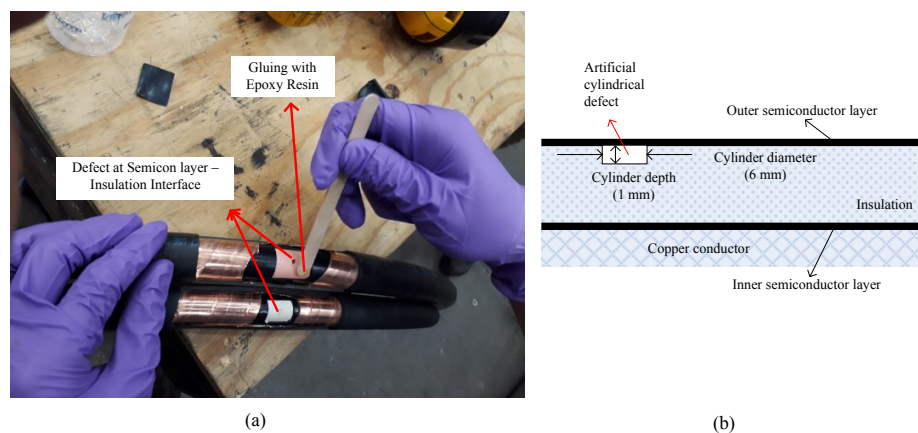 Gluing with
Epoxy Resin
Defect at Semicon layer –
Insulation Interface
(a)
Artificial
cylindrical
defect
Outer semiconductor layer
Cylinder diameter
(6 mm)
Cylinder depth
(1 mm)
Insulation
Copper conductor
Inner semiconductor layer
(b)